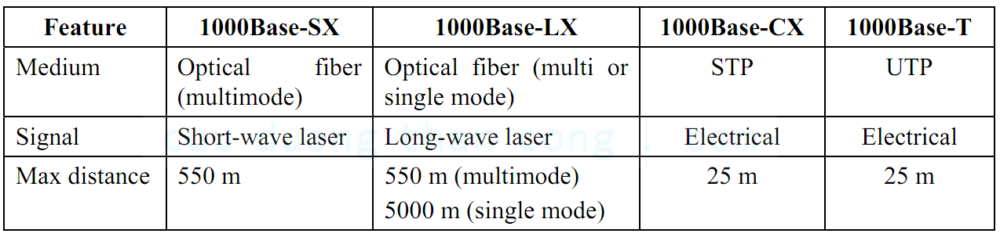 Feature 1000Base-SX 1000Base-LX 1000Base-CX 1000Base-T
Medium Optical fiber (multimode) Optical fiber (multi or single mode) STP UTP
Signal Short-wave laser Long-wave laser Electrical Electrical
Max distance 550 m 550 m (multimode) 25 m 25 m
5000 m (single mode)